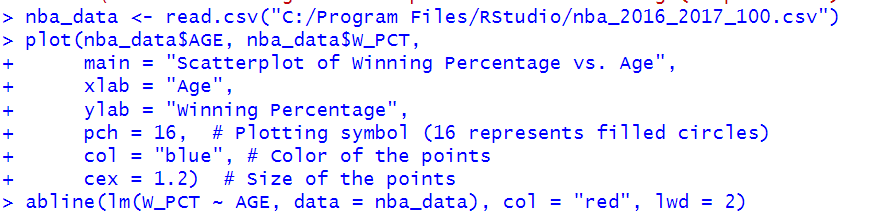 > nba_data <- read.csv("C:/Program Files/RStudio/nba_2016_2017_100.csv")
> plot(nba_data$AGE, nba_data$W_PCT,
+      main = "Scatterplot of Winning Percentage vs. Age",
+      xlab = "Age",
+      ylab = "Winning Percentage",
+      pch = 16,  # Plotting symbol (16 represents filled circles)
+      col = "blue", # Color of the points
+      cex = 1.2)  # Size of the points
> abline(lm(W_PCT ~ AGE, data = nba_data), col = "red", lwd = 2)